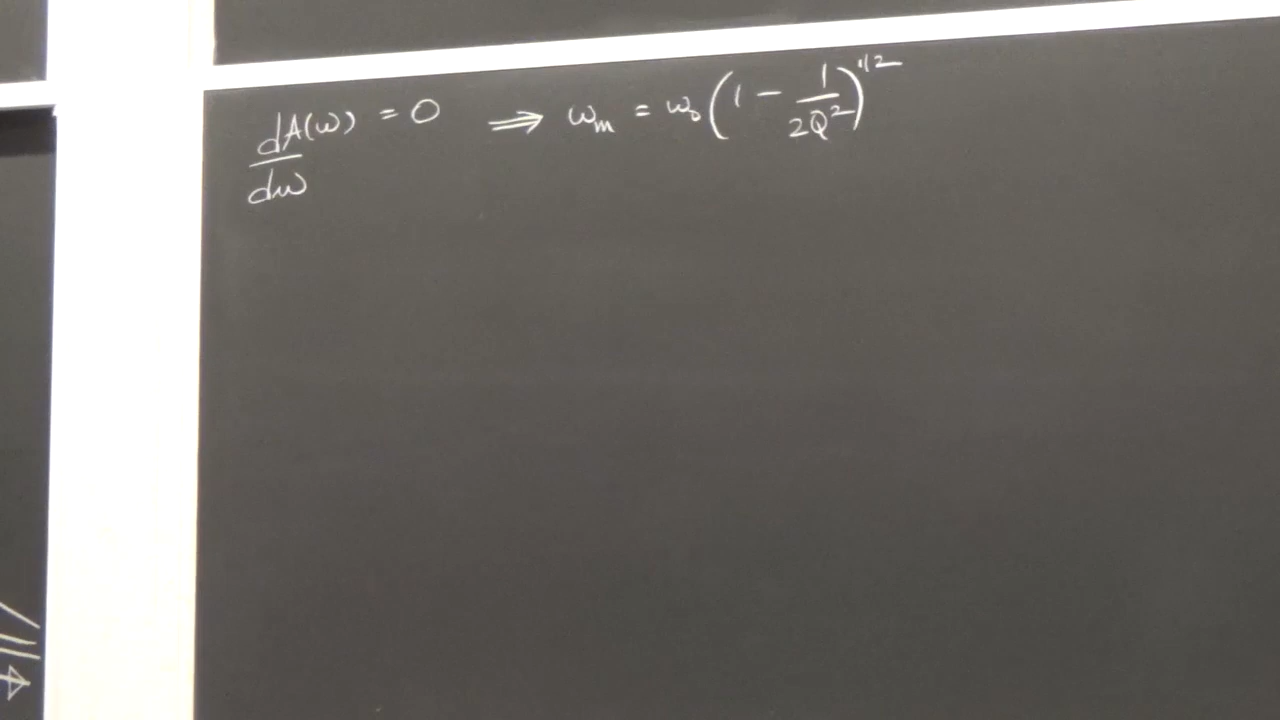 dA(ω)/dω = 0 ⟹ ω_m = ω_0 (1 − 1/(2Q²))^{1/2}